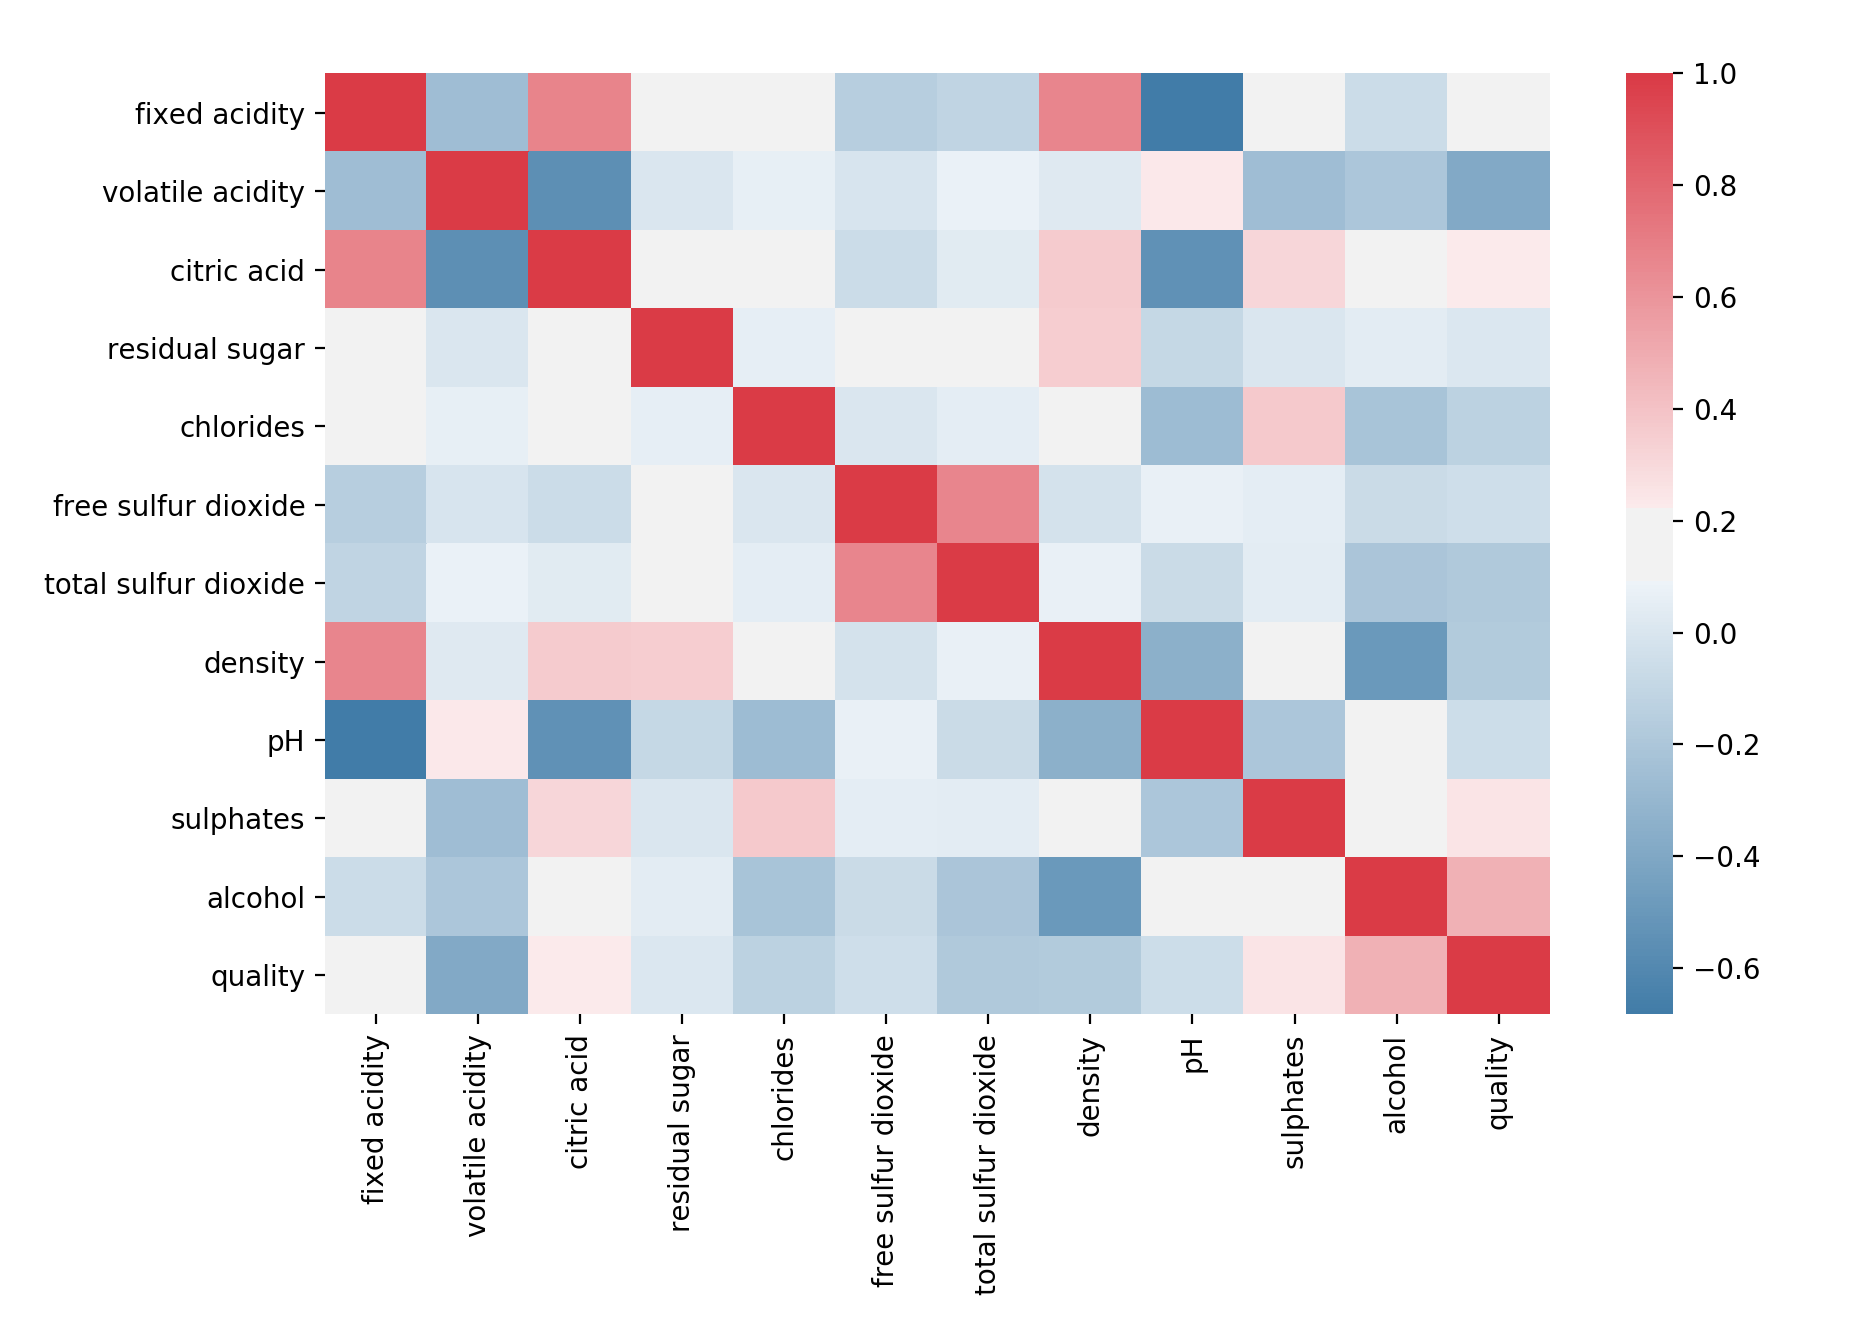 fixed acidity
volatile acidity
citric acid
residual sugar
chlorides
free sulfur dioxide
total sulfur dioxide
density
pH
sulphates
alcohol
quality
fixed acidity
volatile acidity
citric acid
residual sugar
chlorides
free sulfur dioxide
total sulfur dioxide
density
pH
sulphates
alcohol
quality
1.0
0.8
0.6
0.4
0.2
0.0
−0.2
−0.4
−0.6